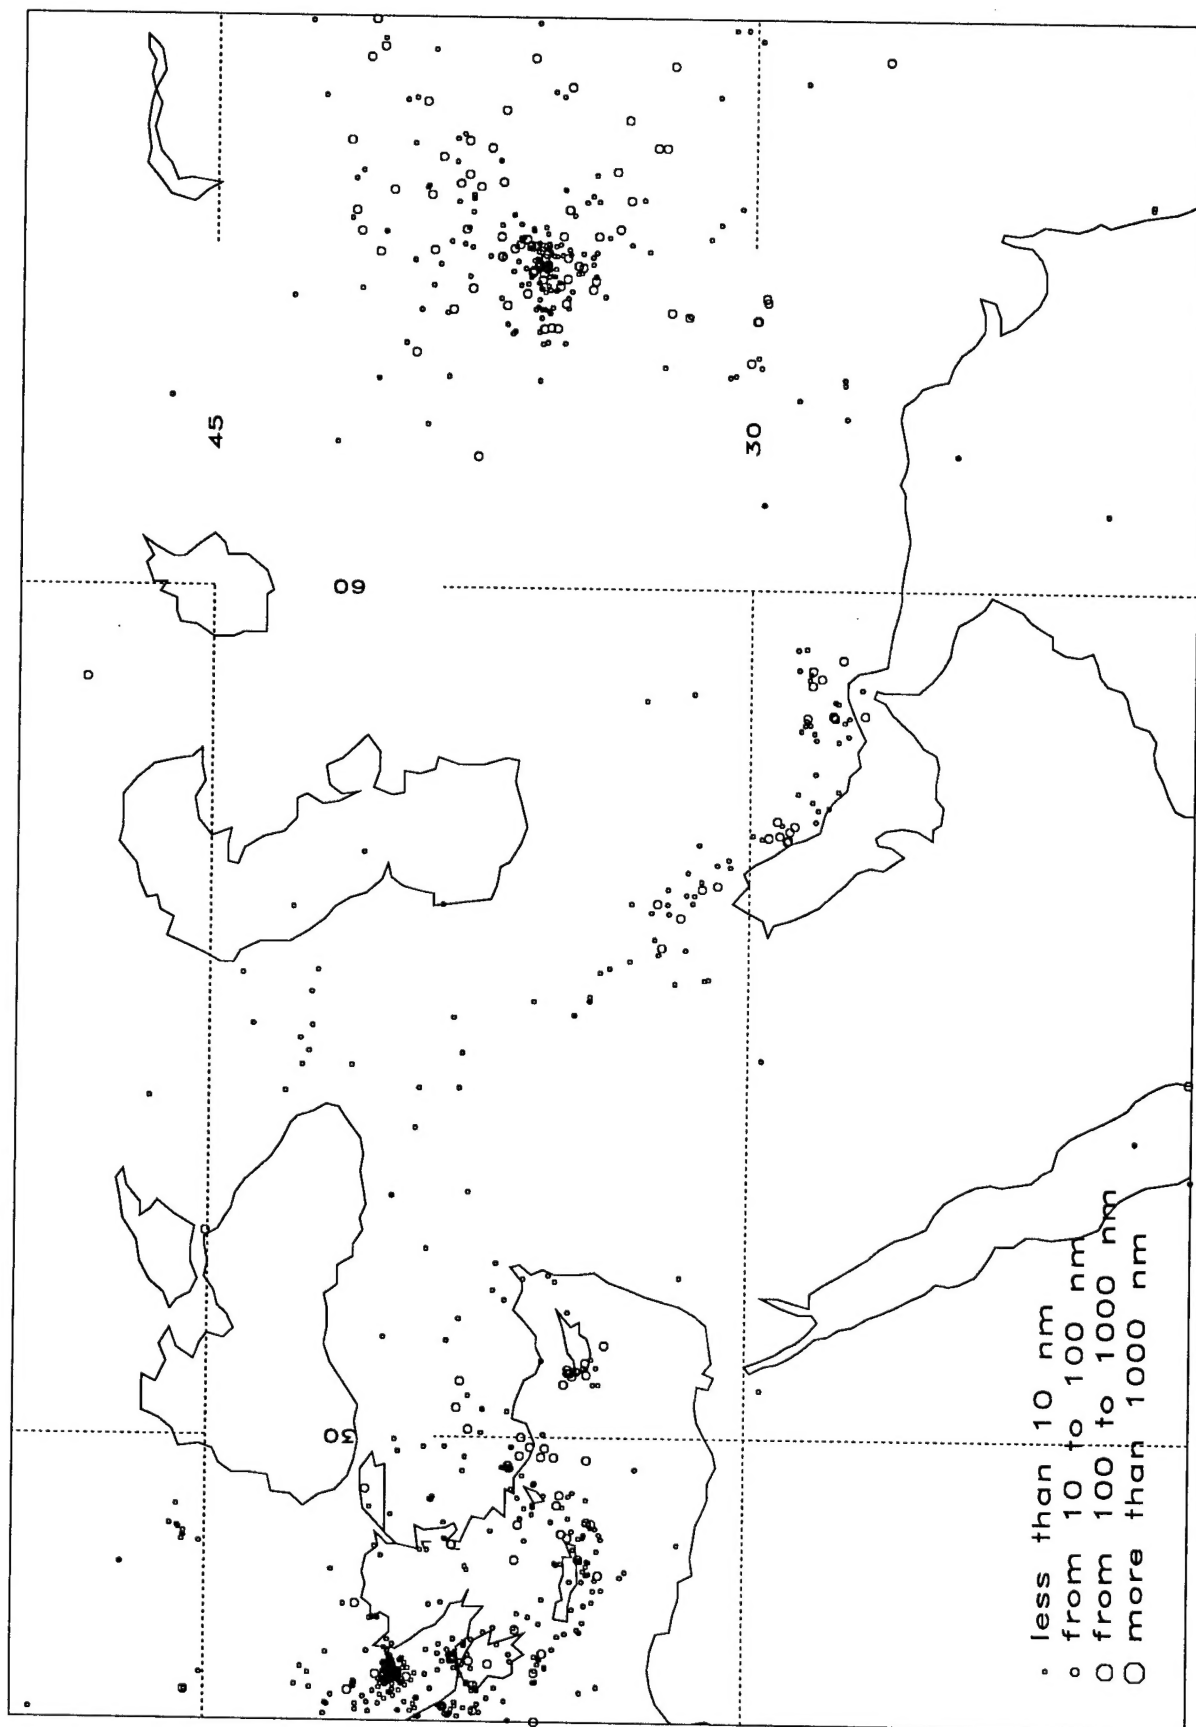 45
30
60
30
less than 10 nm
from 10 to 100 nm
from 100 to 1000 nm
more than 1000 nm